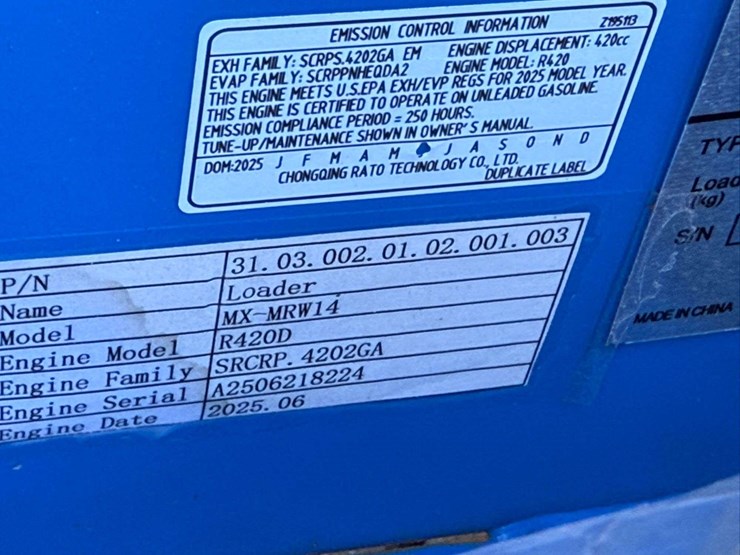 EMISSION CONTROL INFORMATION Z195113
EXH FAMILY: SCRPS.4202GA EM ENGINE DISPLACEMENT: 420cc
EVAP FAMILY: SCRPPNHEQDA2 ENGINE MODEL: R420
THIS ENGINE MEETS U.S.EPA EXH/EVP REGS FOR 2025 MODEL YEAR.
THIS ENGINE IS CERTIFIED TO OPERATE ON UNLEADED GASOLINE.
EMISSION COMPLIANCE PERIOD = 250 HOURS.
TUNE-UP/MAINTENANCE SHOWN IN OWNER'S MANUAL.
DOM:2025 J F M A M J A S O N D
CHONGQING RATO TECHNOLOGY CO., LTD.
DUPLICATE LABEL
P/N 31.03.002.01.02.001.003
Name Loader
Model MX-MRW14
Engine Model R420D
Engine Family SRCRP.4202GA
Engine Serial A2506218224
Engine Date 2025.06
TYP
Load
(kg)
S/N
MADE IN CHINA